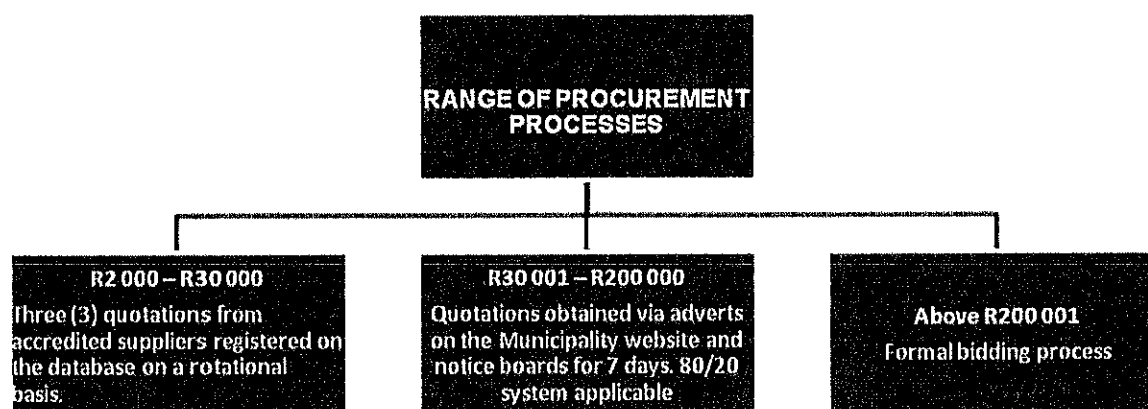 RANGE OF PROCUREMENT
PROCESSES
R2 000 – R30 000
Three (3) quotations from
accredited suppliers registered on
the database on a rotational
basis.
R30 001 – R200 000
Quotations obtained via adverts
on the Municipality website and
notice boards for 7 days. 80/20
system applicable
Above R200 001
Formal bidding process